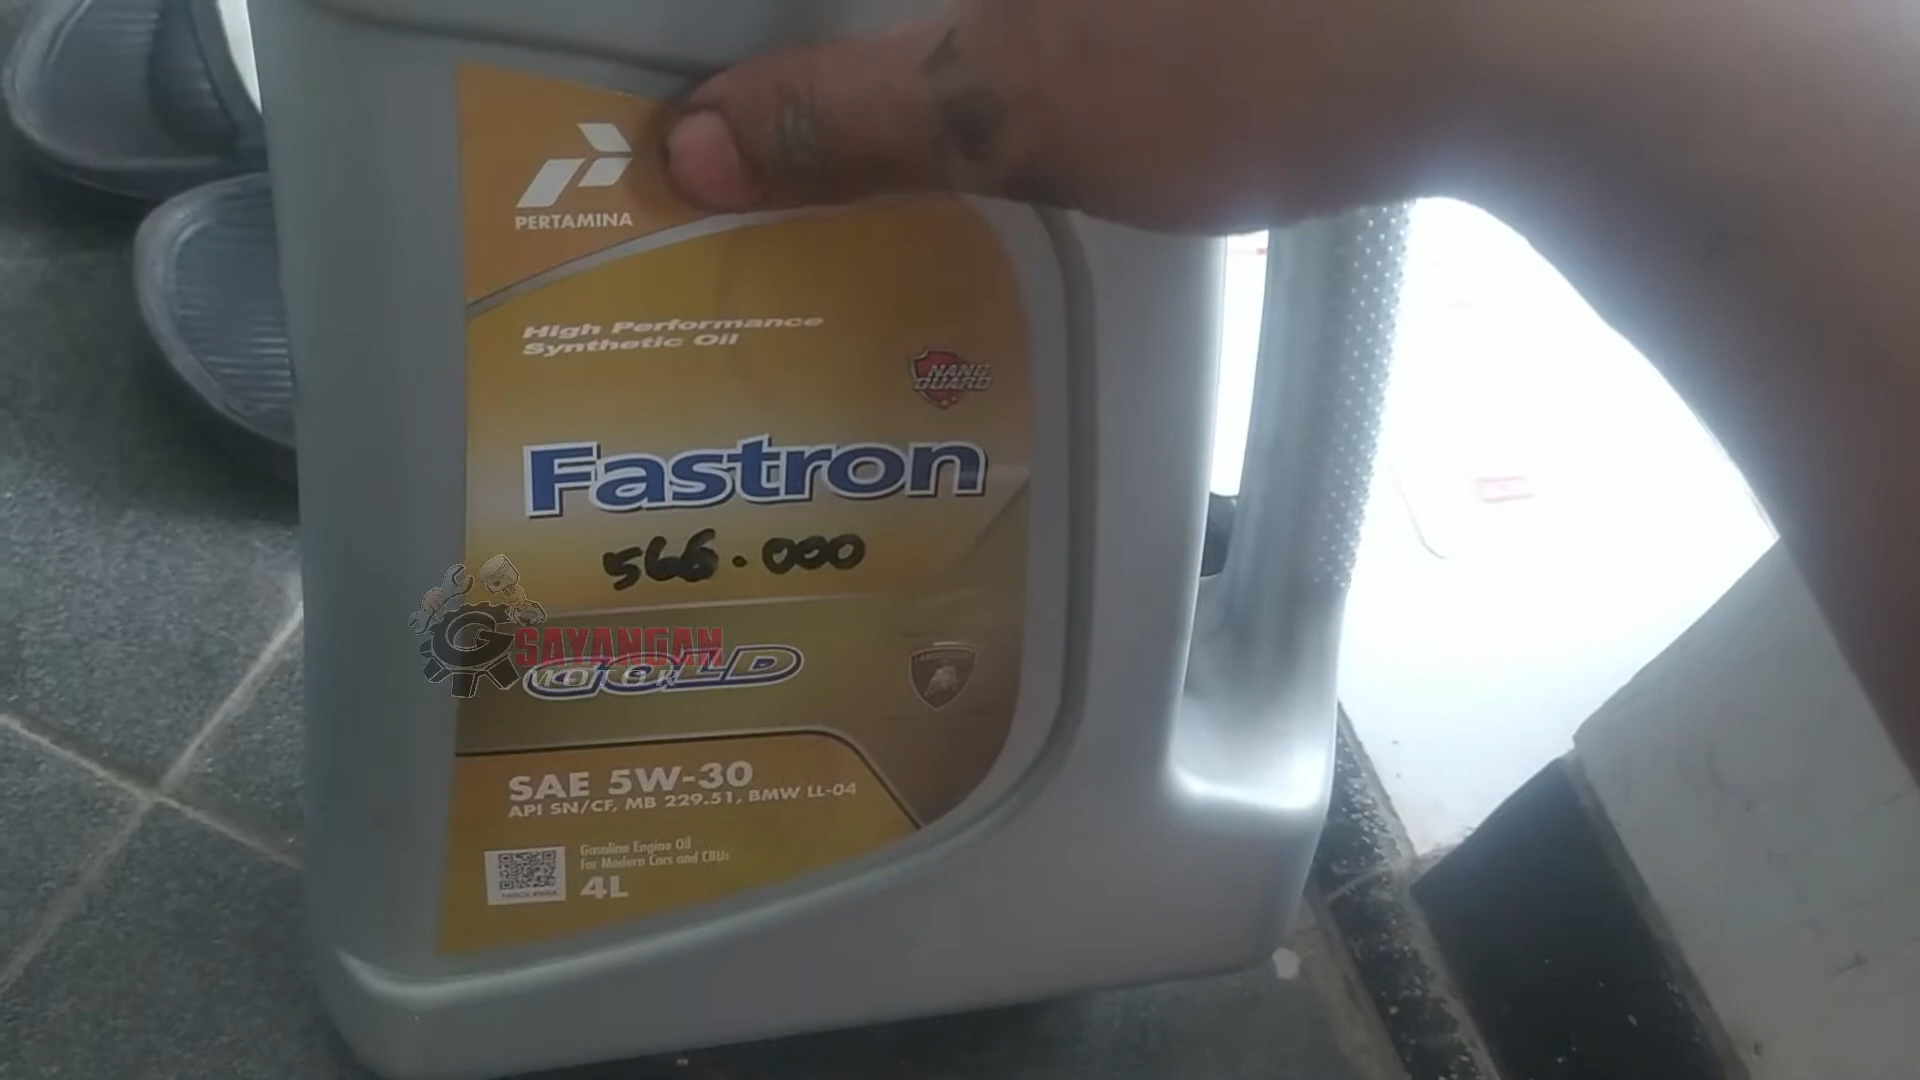 PERTAMINA
High Performance
Synthetic Oil
NANO
GUARD
Fastron
566.000
SAYANGAN
MOTOR
GOLD
SAE 5W-30
API SN/CF, MB 229.51, BMW LL-04
Gasoline Engine Oil
For Modern Cars and CBUs
4L